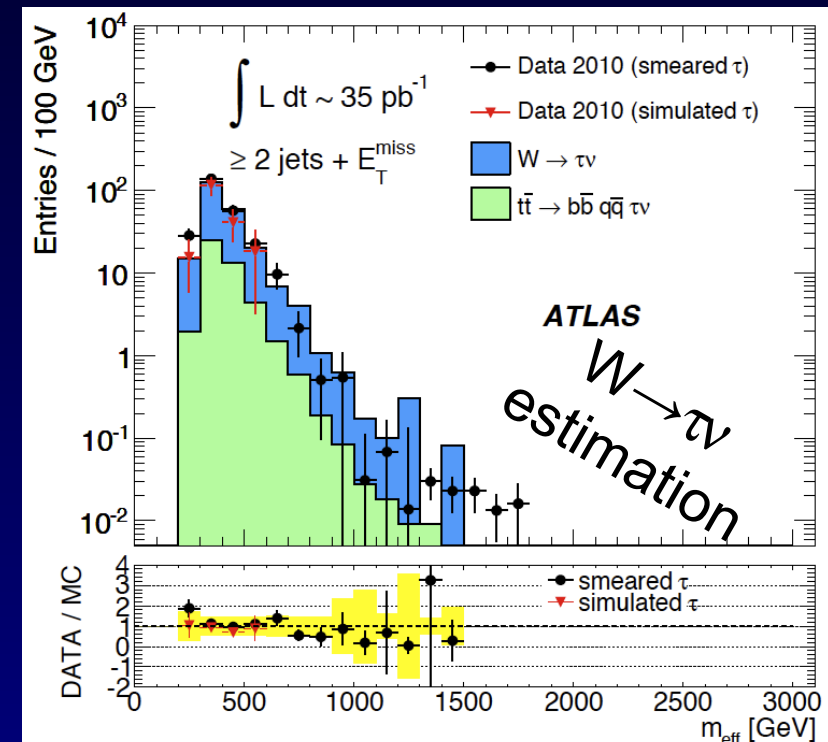 10⁴
10³
10²
10
1
10⁻¹
10⁻²
Entries / 100 GeV
∫ L dt ~ 35 pb⁻¹
≥ 2 jets + E_T^miss
Data 2010 (smeared τ)
Data 2010 (simulated τ)
W → τν
tt̄ → bb̄ qq̄ τν
ATLAS
W→τν
estimation
4
3
2
1
0
-1
-2
DATA / MC
smeared τ
simulated τ
0 500 1000 1500 2000 2500 3000
m_eff [GeV]